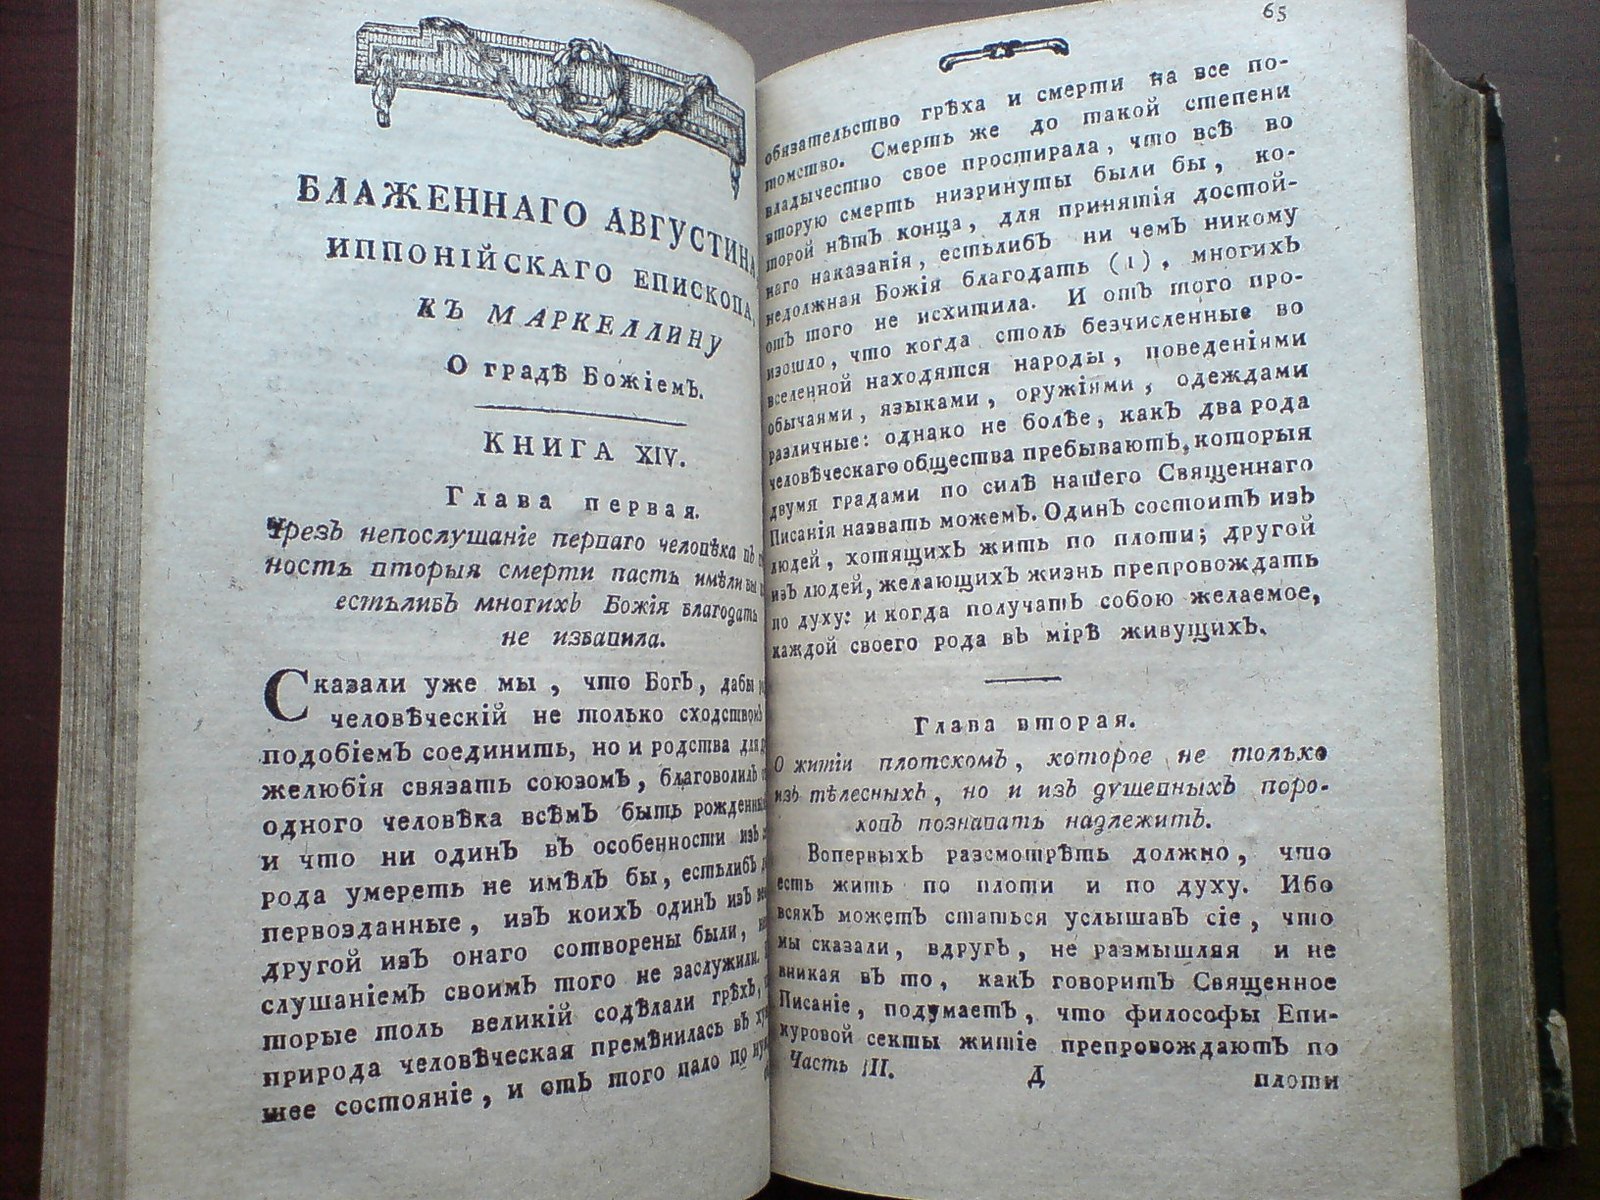 БЛАЖЕННАГО АВГУСТИНА
ИППОНІЙСКАГО ЕПИСКОПА,
КЪ МАРКЕЛЛИНУ
О градѣ Божіемъ.
КНИГА XIV.
Глава первая.
Чрезъ непослушаніе перваго человѣка въ
ность вторыя смерти пасть имѣли бы
естьлибъ многихъ Божія благодать
не избавила.
Сказали уже мы, что Богъ, дабы
человѣческій не только сходствомъ
подобіемъ соединить, но и родства для
желюбія связать союзомъ, благоволилъ
одного человѣка всѣмъ быть рожденны
и что ни одинъ въ особенности изъ
рода умереть не имѣлъ бы, естьлибъ
первозданные, изъ коихъ одинъ изъ
другой изъ онаго сотворены были,
слушаніемъ своимъ того не заслужили.
торые толь великій содѣлали грѣхъ,
природа человѣческая премѣнилась въ
шее состояніе, и отъ того пало по
65
обязательство грѣха и смерти на все по-
томство. Смерть же до такой степени
владычество свое простирала, что всѣ во
вторую смерть низринуты были бы, ко-
торой нѣтъ конца, для принятія достой-
наго наказанія, естьлибъ ни чемъ никому
недолжная Божія благодать (1), многихъ
отъ того не исхитила. И отъ того про-
изошло, что когда столь безчисленные во
вселенной находятся народы, поведеніями
обычаями, языками, оружіями, одеждами
различные: однако не болѣе, какъ два рода
человѣческаго общества пребываютъ, которыя
двумя градами по силѣ нашего Священнаго
Писанія назвать можемъ. Одинъ состоитъ изъ
людей, хотящихъ жить по плоти; другой
изъ людей, желающихъ жизнь препровождать
по духу: и когда получатъ собою желаемое,
каждой своего рода въ мірѣ живущихъ.
Глава вторая.
О житіи плотскомъ, которое не только
изъ тѣлесныхъ, но и изъ душевныхъ поро-
ковъ познавать надлежитъ.
Вопервыхъ разсмотрѣть должно, что
есть жить по плоти и по духу. Ибо
всякъ можетъ статься услышавъ сіе, что
мы сказали, вдругъ, не размышляя и не
вникая въ то, какъ говоритъ Священное
Писаніе, подумаетъ, что философы Епи-
куровой секты житіе препровождаютъ по
Часть III. Д плоти